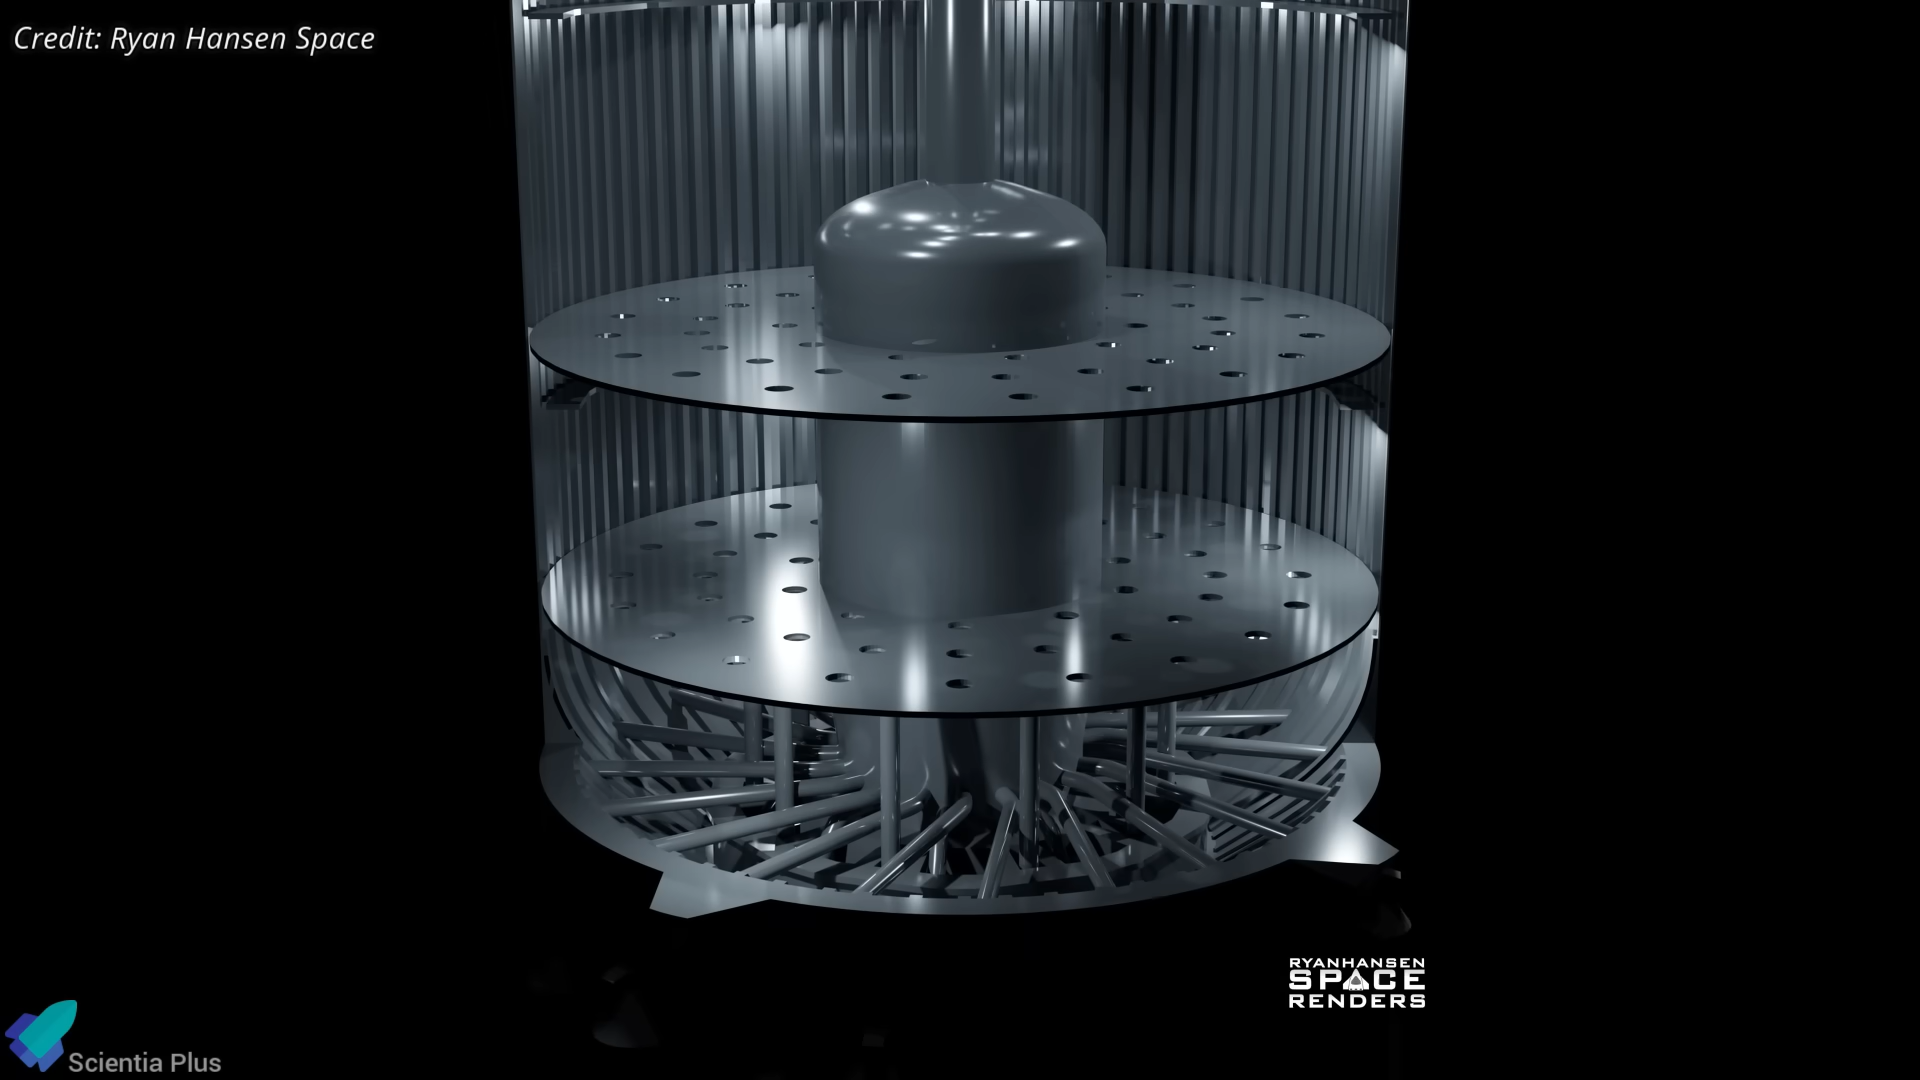 Credit: Ryan Hansen Space
RYANHANSEN
SPACE
RENDERS
Scientia Plus